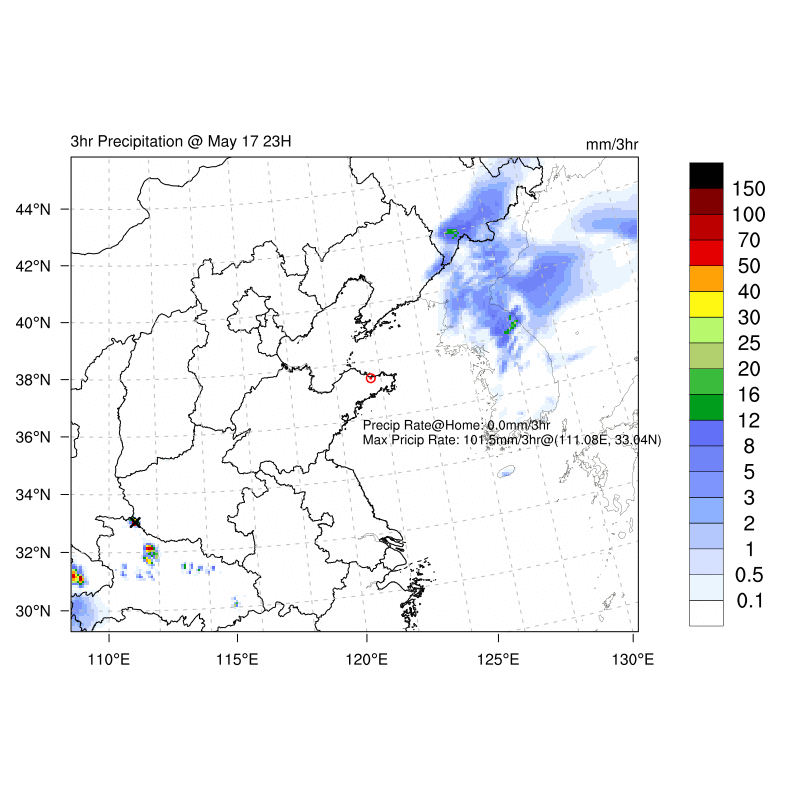 3hr Precipitation @ May 17 23H
mm/3hr
44°N
42°N
40°N
38°N
36°N
34°N
32°N
30°N
110°E
115°E
120°E
125°E
130°E
Precip Rate@Home: 0.0mm/3hr
Max Pricip Rate: 101.5mm/3hr@(111.08E, 33.04N)
150
100
70
50
40
30
25
20
16
12
8
5
3
2
1
0.5
0.1